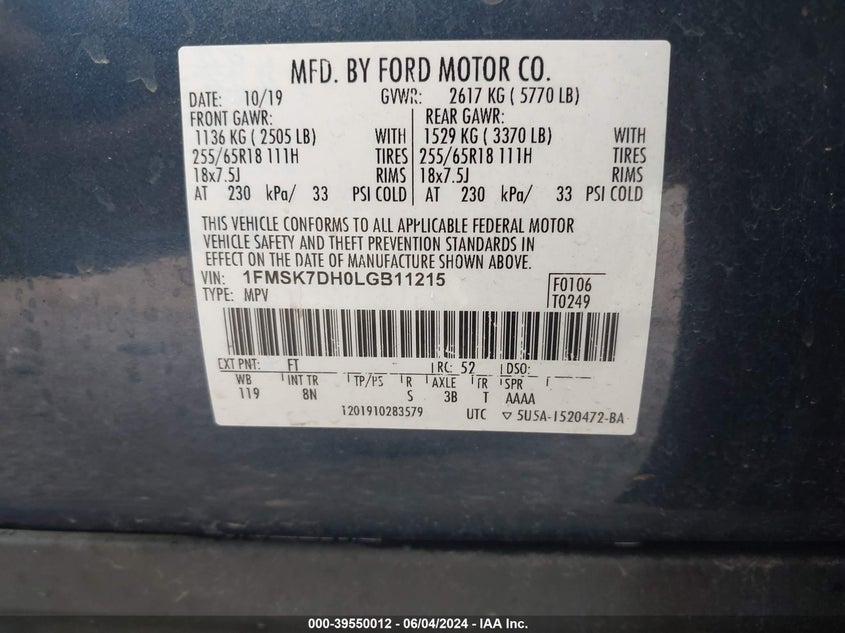 MFD. BY FORD MOTOR CO.
DATE: 10/19 GVWR: 2617 KG ( 5770 LB)
FRONT GAWR: REAR GAWR:
1136 KG ( 2505 LB) WITH 1529 KG ( 3370 LB) WITH
255/65R18 111H TIRES 255/65R18 111H TIRES
18x7.5J RIMS 18x7.5J RIMS
AT 230 kPa/ 33 PSI COLD AT 230 kPa/ 33 PSI COLD
THIS VEHICLE CONFORMS TO ALL APPLICABLE FEDERAL MOTOR
VEHICLE SAFETY AND THEFT PREVENTION STANDARDS IN
EFFECT ON THE DATE OF MANUFACTURE SHOWN ABOVE.
VIN: 1FMSK7DH0LGB11215 F0106
TYPE: MPV T0249
EXT PNT: FT RC: 52 DSO:
WB INT TR TP/PS R AXLE TR SPR
119 8N S 3B T AAAA
1201910283579 UTC ▽ 5U5A-1520472-BA
000-39550012 - 06/04/2024 - IAA Inc.